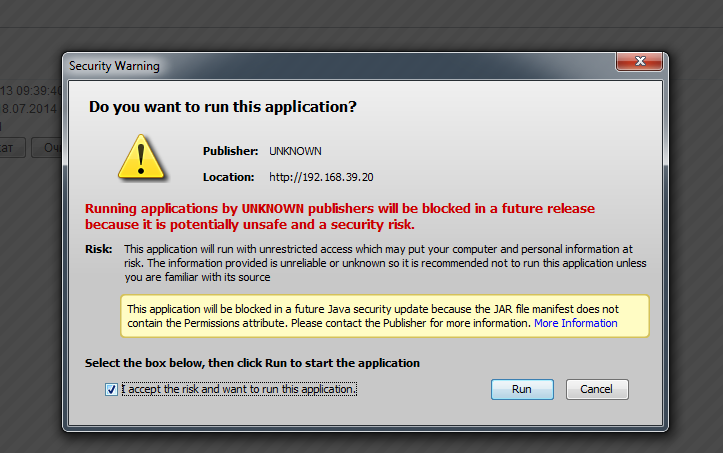 13 09:39:46
8.07.2014
Security Warning
Do you want to run this application?
Publisher: UNKNOWN
Location: http://192.168.39.20
Running applications by UNKNOWN publishers will be blocked in a future release
because it is potentially unsafe and a security risk.
Risk: This application will run with unrestricted access which may put your computer and personal information at
risk. The information provided is unreliable or unknown so it is recommended not to run this application unless
you are familiar with its source
This application will be blocked in a future Java security update because the JAR file manifest does not
contain the Permissions attribute. Please contact the Publisher for more information. More Information
Select the box below, then click Run to start the application
I accept the risk and want to run this application.
Run Cancel